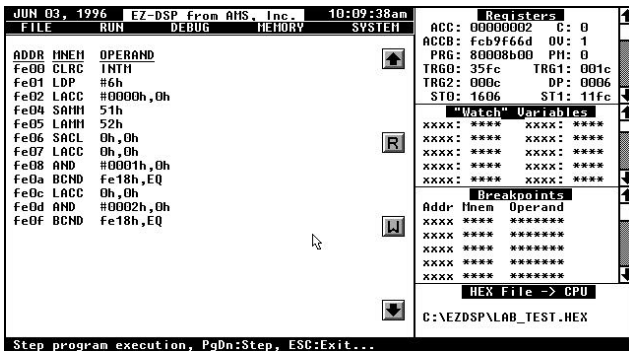 JUN 03, 1996 EZ-DSP from AMS, Inc. 10:09:38am
FILE RUN DEBUG MEMORY SYSTEM
ADDR MNEM OPERAND
fe00 CLRC INTM
fe01 LDP #6h
fe02 LACC #0000h,0h
fe04 SAMM 51h
fe05 LAMM 52h
fe06 SACL 0h,0h
fe07 LACC 0h,0h
fe08 AND #0001h,0h
fe0a BCND fe18h,EQ
fe0c LACC 0h,0h
fe0d AND #0002h,0h
fe0f BCND fe18h,EQ
R
W
Step program execution, PgDn:Step, ESC:Exit...
Registers
ACC: 00000002 C: 0
ACCB: fcb9f66d OV: 1
PRG: 80008b00 PM: 0
TRG0: 35fc TRG1: 001c
TRG2: 000c DP: 0006
ST0: 1606 ST1: 11fc
"Watch" Variables
xxxx: **** xxxx: ****
xxxx: **** xxxx: ****
xxxx: **** xxxx: ****
xxxx: **** xxxx: ****
xxxx: **** xxxx: ****
Breakpoints
Addr Mnem Operand
xxxx **** *******
xxxx **** *******
xxxx **** *******
xxxx **** *******
xxxx **** *******
HEX File -> CPU
C:\EZDSP\LAB_TEST.HEX